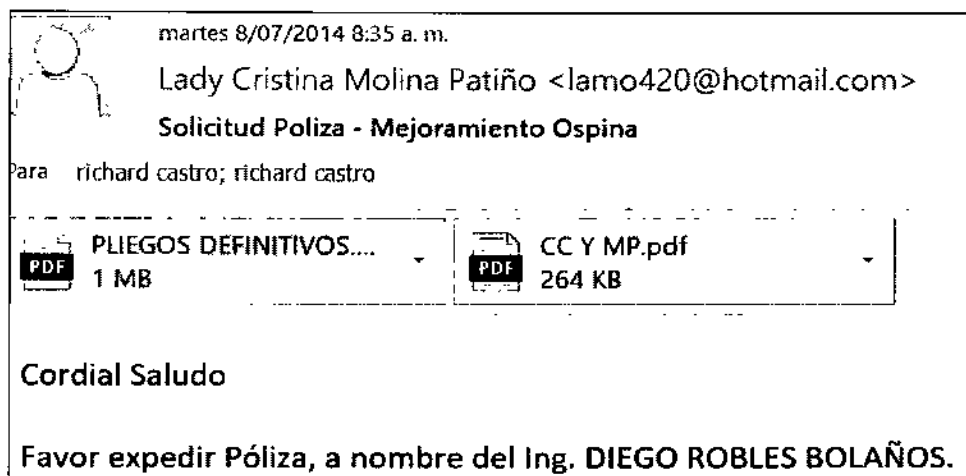 martes 8/07/2014 8:35 a. m.
Lady Cristina Molina Patiño <lamo420@hotmail.com>
Solicitud Poliza - Mejoramiento Ospina
Para richard castro; richard castro
PDF PLIEGOS DEFINITIVOS.... 1 MB
PDF CC Y MP.pdf 264 KB
Cordial Saludo
Favor expedir Póliza, a nombre del Ing. DIEGO ROBLES BOLAÑOS.